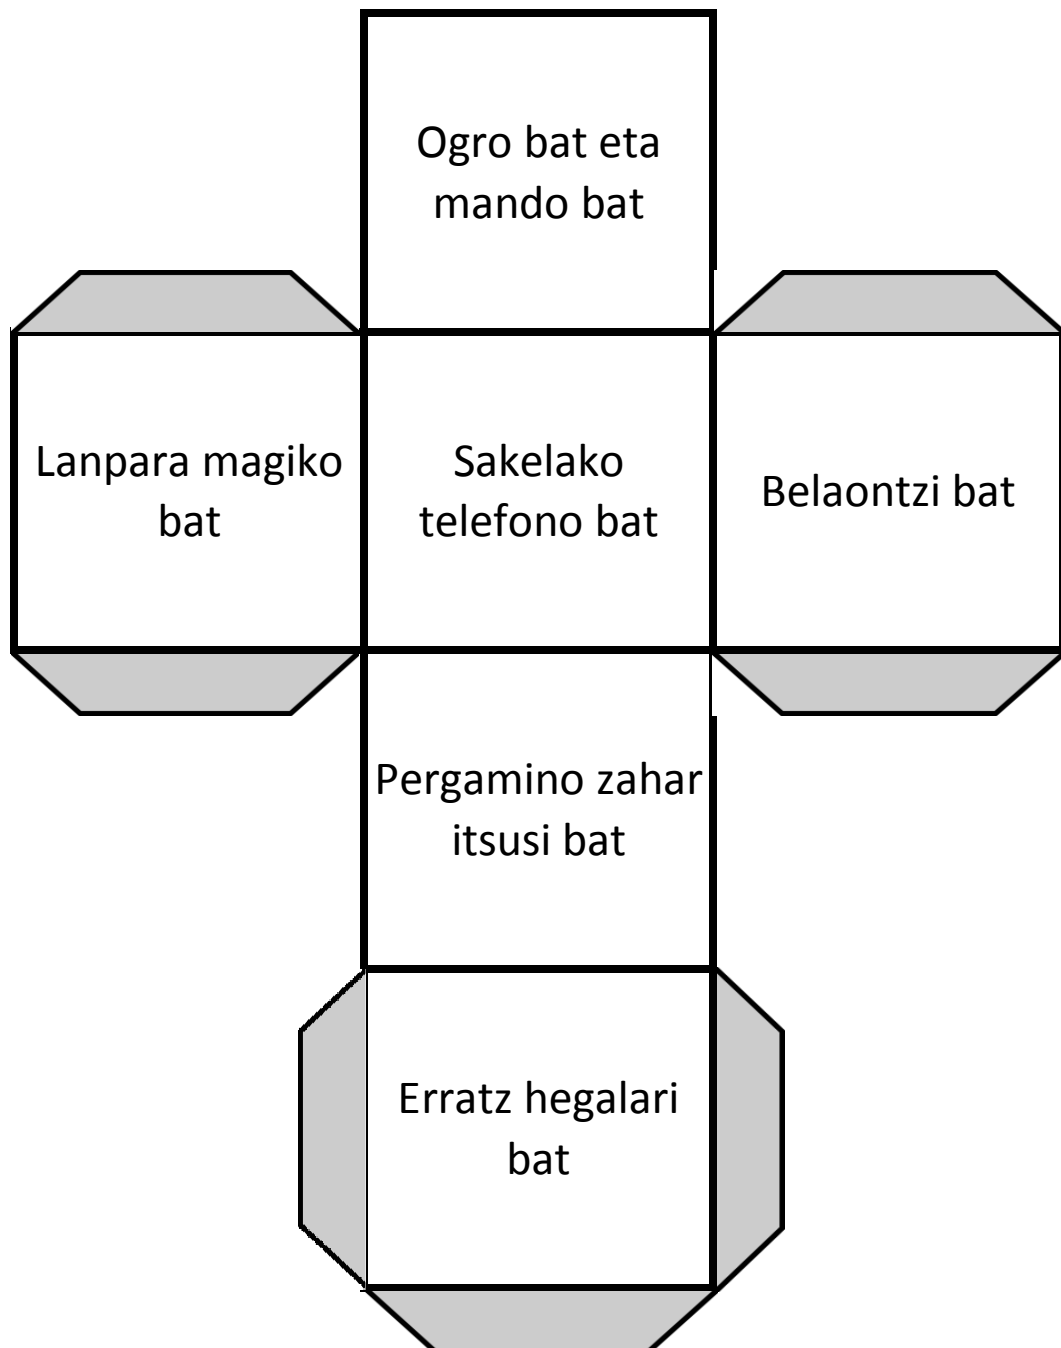 Ogro bat eta
mando bat
Lanpara magiko
bat
Sakelako
telefono bat
Belaontzi bat
Pergamino zahar
itsusi bat
Erratz hegalari
bat